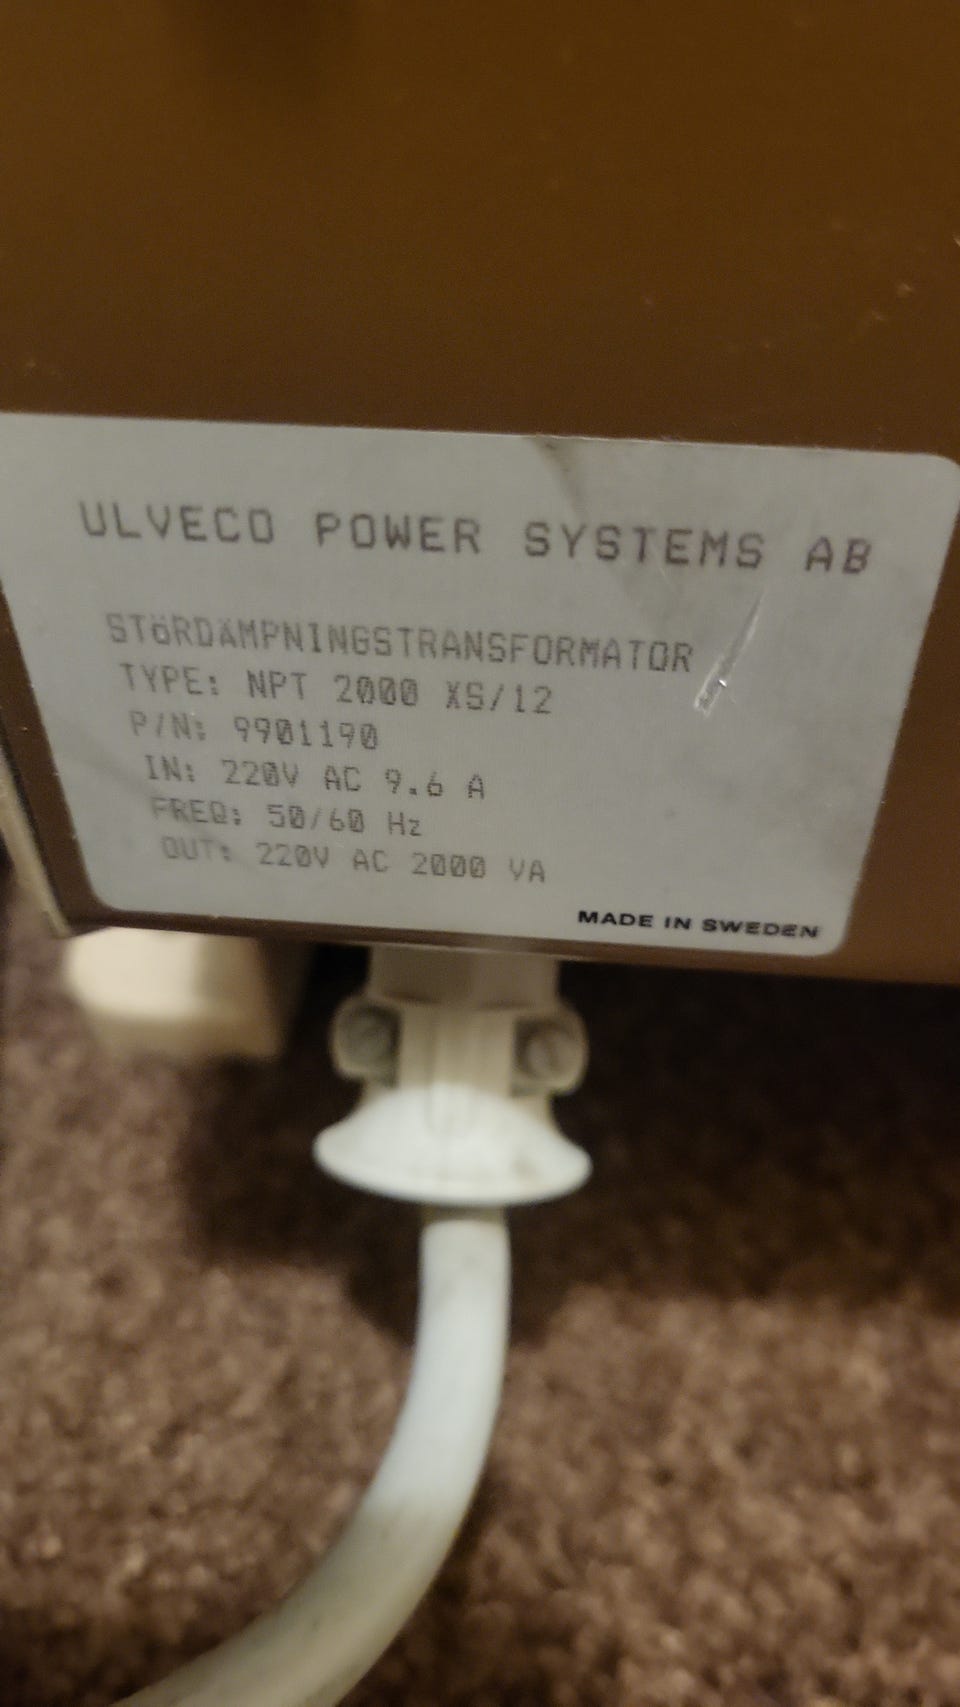 ULVECO POWER SYSTEMS AB
STÖRDÄMPNINGSTRANSFORMATOR
TYPE: NPT 2000 XS/12
P/N: 9901190
IN: 220V AC 9.6 A
FREQ: 50/60 Hz
OUT: 220V AC 2000 VA
MADE IN SWEDEN